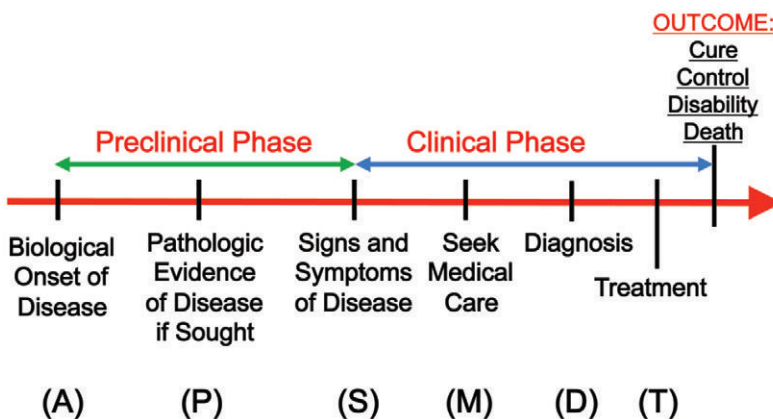 OUTCOME:
Cure
Control
Disability
Death
Preclinical Phase
Clinical Phase
Biological
Onset of
Disease
Pathologic
Evidence
of Disease
if Sought
Signs and
Symptoms
of Disease
Seek
Medical
Care
Diagnosis
Treatment
(A)
(P)
(S)
(M)
(D)
(T)